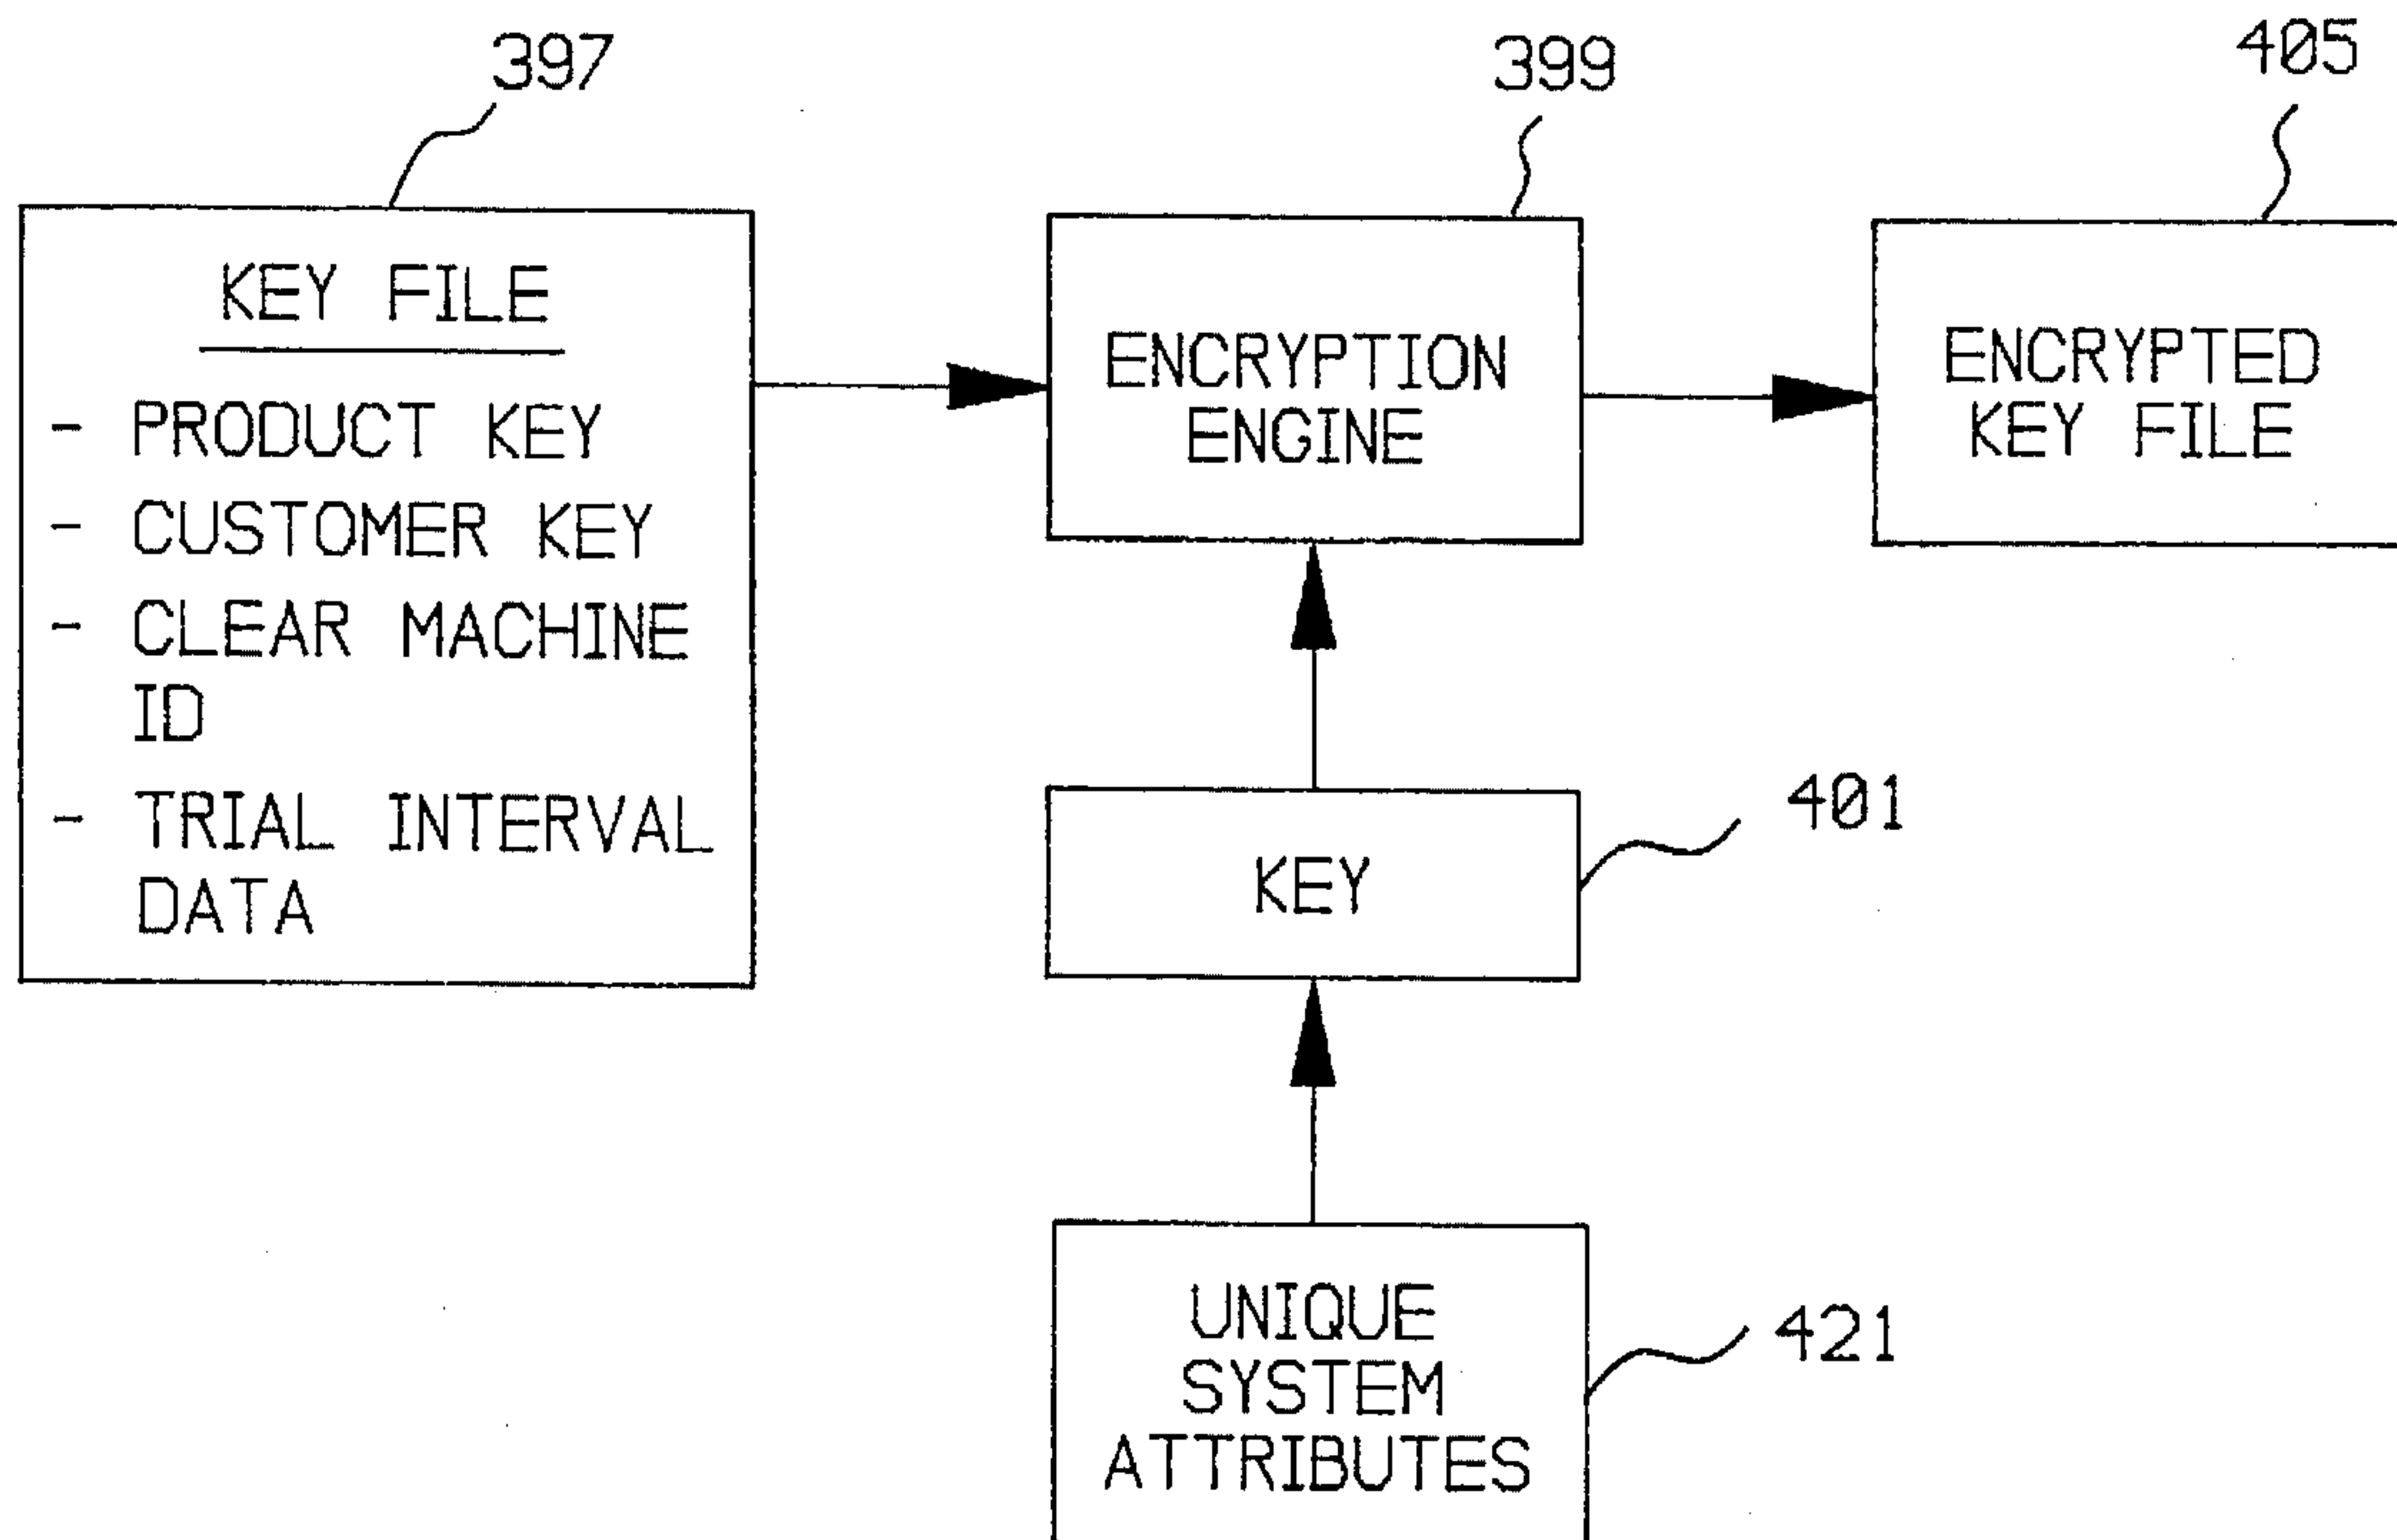 397
399
405
KEY FILE
- PRODUCT KEY
- CUSTOMER KEY
- CLEAR MACHINE
ID
- TRIAL INTERVAL
DATA
ENCRYPTION
ENGINE
ENCRYPTED
KEY FILE
KEY
401
UNIQUE
SYSTEM
ATTRIBUTES
421